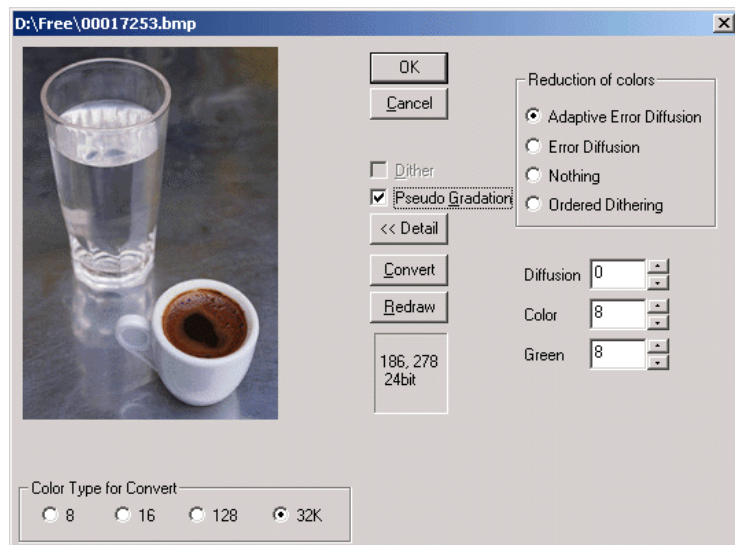 D:\Free\00017253.bmp
OK
Cancel
Dither
Pseudo Gradation
<< Detail
Convert
Redraw
186, 278
24bit
Reduction of colors
Adaptive Error Diffusion
Error Diffusion
Nothing
Ordered Dithering
Diffusion 0
Color 8
Green 8
Color Type for Convert
8 16 128 32K